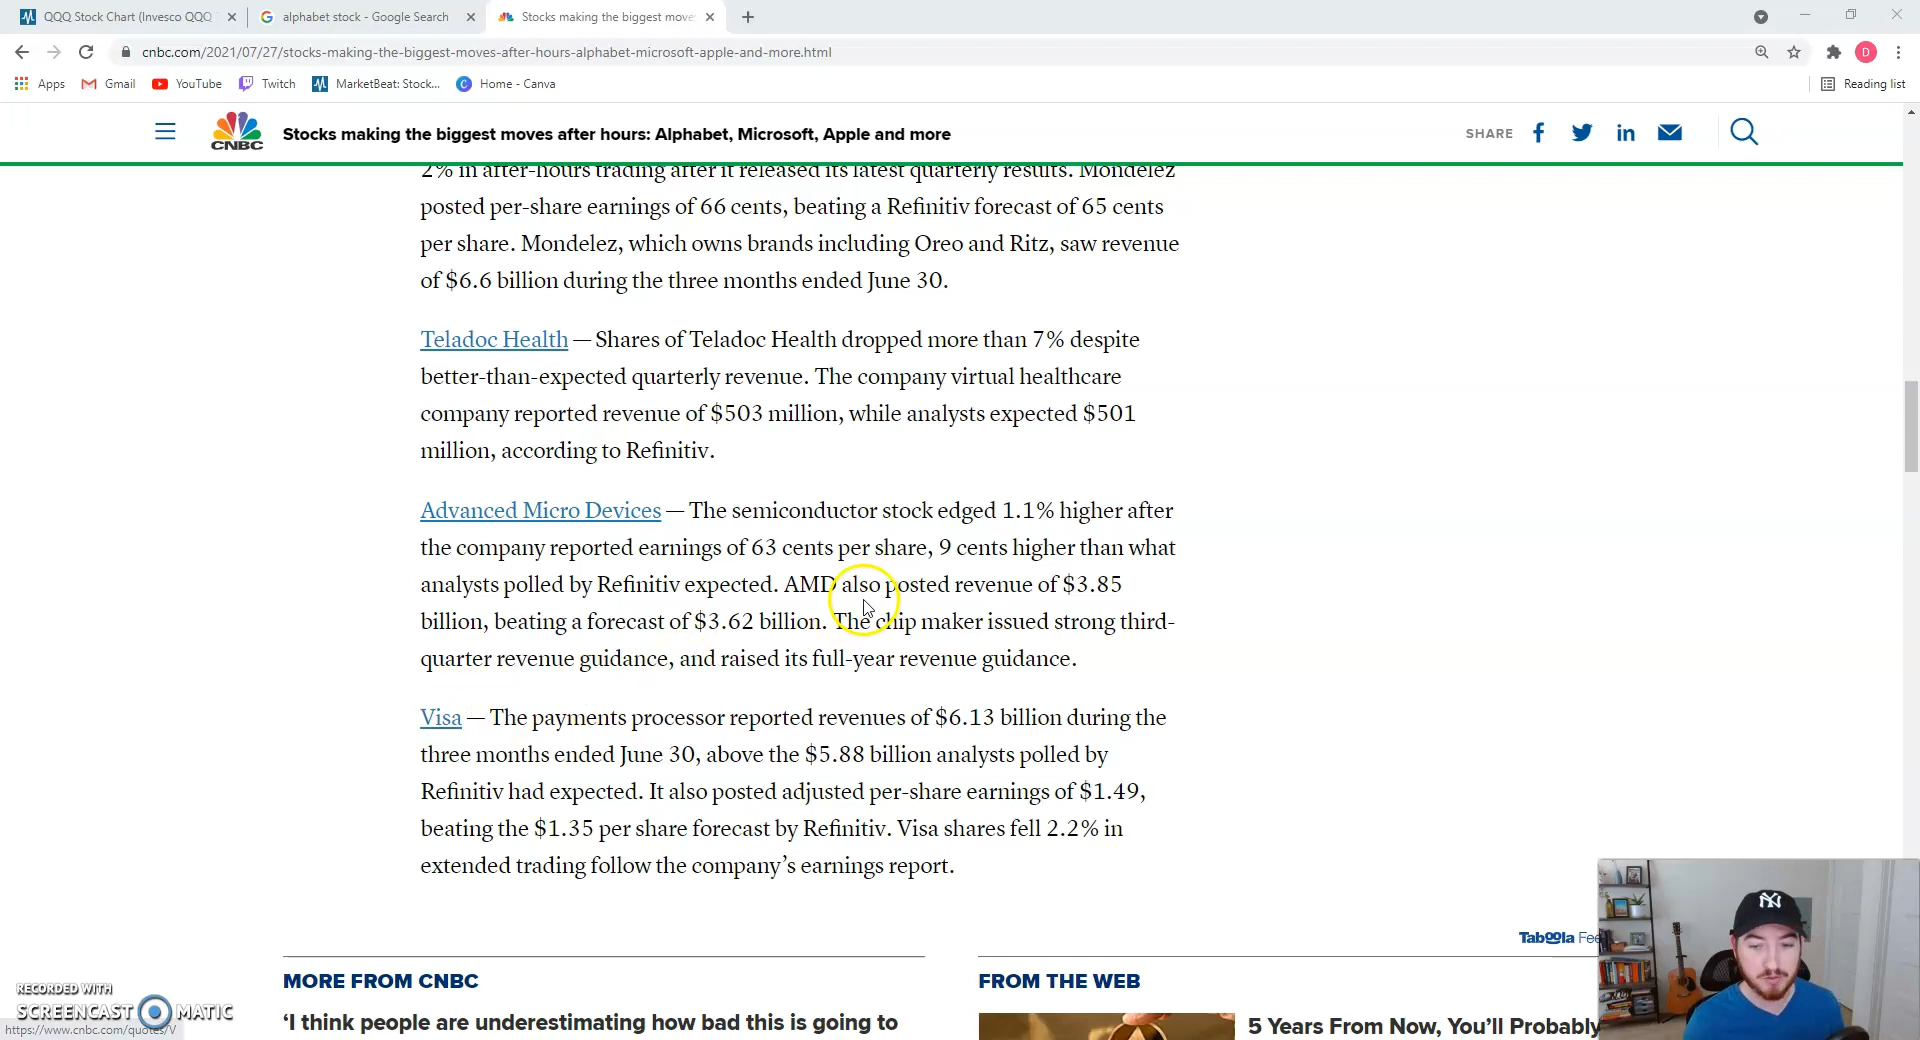 QQQ Stock Chart (Invesco QQQ
alphabet stock - Google Search
Stocks making the biggest move
cnbc.com/2021/07/27/stocks-making-the-biggest-moves-after-hours-alphabet-microsoft-apple-and-more.html
D
Apps
Gmail
YouTube
Twitch
MarketBeat: Stock...
C
Home - Canva
Reading list
CNBC
Stocks making the biggest moves after hours: Alphabet, Microsoft, Apple and more
SHARE
2% in after-hours trading after it released its latest quarterly results. Mondelez
posted per-share earnings of 66 cents, beating a Refinitiv forecast of 65 cents
per share. Mondelez, which owns brands including Oreo and Ritz, saw revenue
of $6.6 billion during the three months ended June 30.
Teladoc Health — Shares of Teladoc Health dropped more than 7% despite
better-than-expected quarterly revenue. The company virtual healthcare
company reported revenue of $503 million, while analysts expected $501
million, according to Refinitiv.
Advanced Micro Devices — The semiconductor stock edged 1.1% higher after
the company reported earnings of 63 cents per share, 9 cents higher than what
analysts polled by Refinitiv expected. AMD also posted revenue of $3.85
billion, beating a forecast of $3.62 billion. The chip maker issued strong third-
quarter revenue guidance, and raised its full-year revenue guidance.
Visa — The payments processor reported revenues of $6.13 billion during the
three months ended June 30, above the $5.88 billion analysts polled by
Refinitiv had expected. It also posted adjusted per-share earnings of $1.49,
beating the $1.35 per share forecast by Refinitiv. Visa shares fell 2.2% in
extended trading follow the company’s earnings report.
Taboola Fee
MORE FROM CNBC
FROM THE WEB
‘I think people are underestimating how bad this is going to
5 Years From Now, You’ll Probably
RECORDED WITH
SCREENCAST MATIC
https://www.cnbc.com/quotes/V
NY